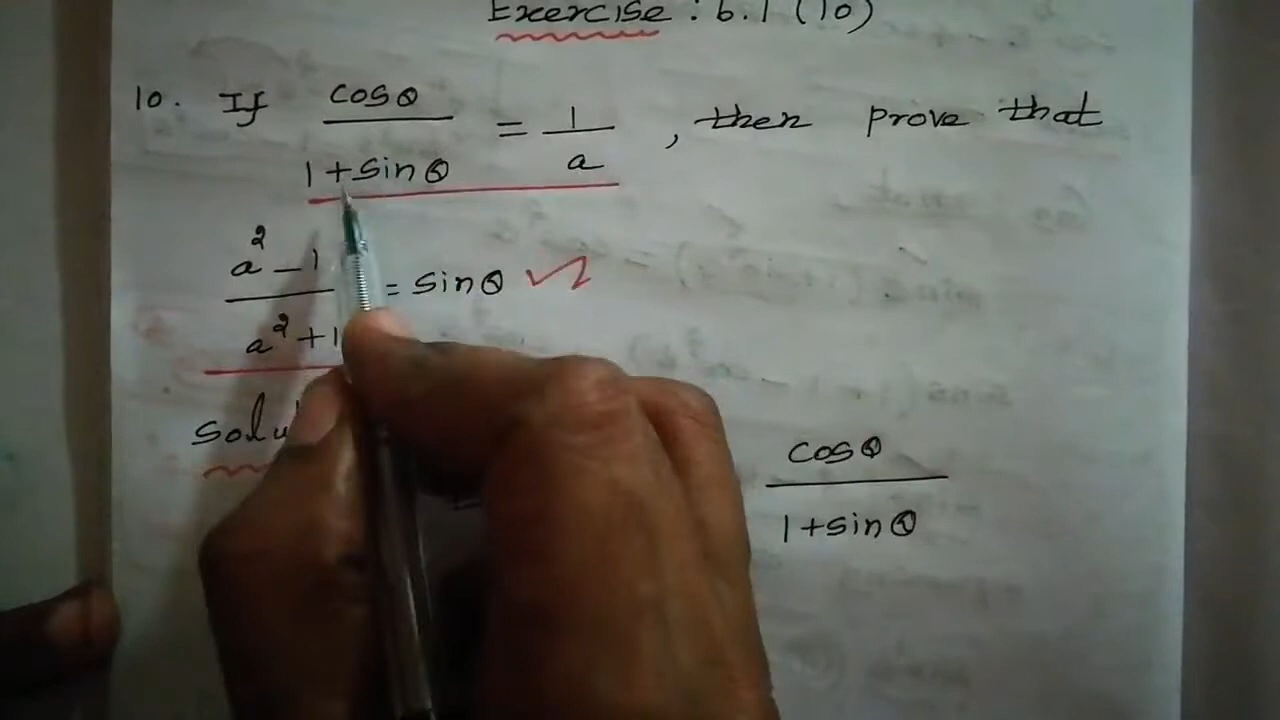 Exercise : 6.1 (10)
10. If cosθ / 1+sinθ = 1 / a , then prove that
a² - 1 / a² + 1 = sinθ
cosθ / 1+sinθ